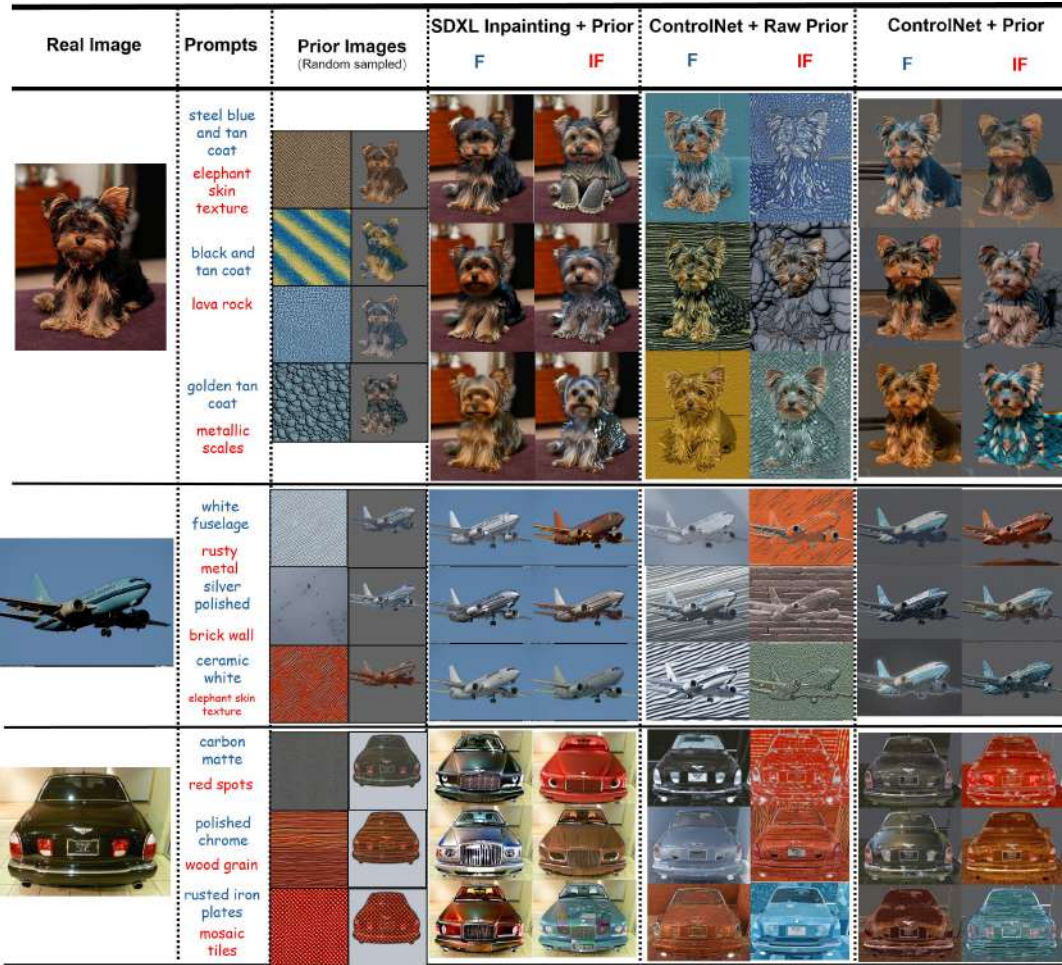 Real Image
Prompts
Prior Images
(Random sampled)
SDXL Inpainting + Prior
F
IF
ControlNet + Raw Prior
F
IF
ControlNet + Prior
F
IF
steel blue
and tan
coat
elephant
skin
texture
black and
tan coat
lava rock
golden tan
coat
metallic
scales
white
fuselage
rusty
metal
silver
polished
brick wall
ceramic
white
elephant skin
texture
carbon
matte
red spots
polished
chrome
wood grain
rusted iron
plates
mosaic
tiles